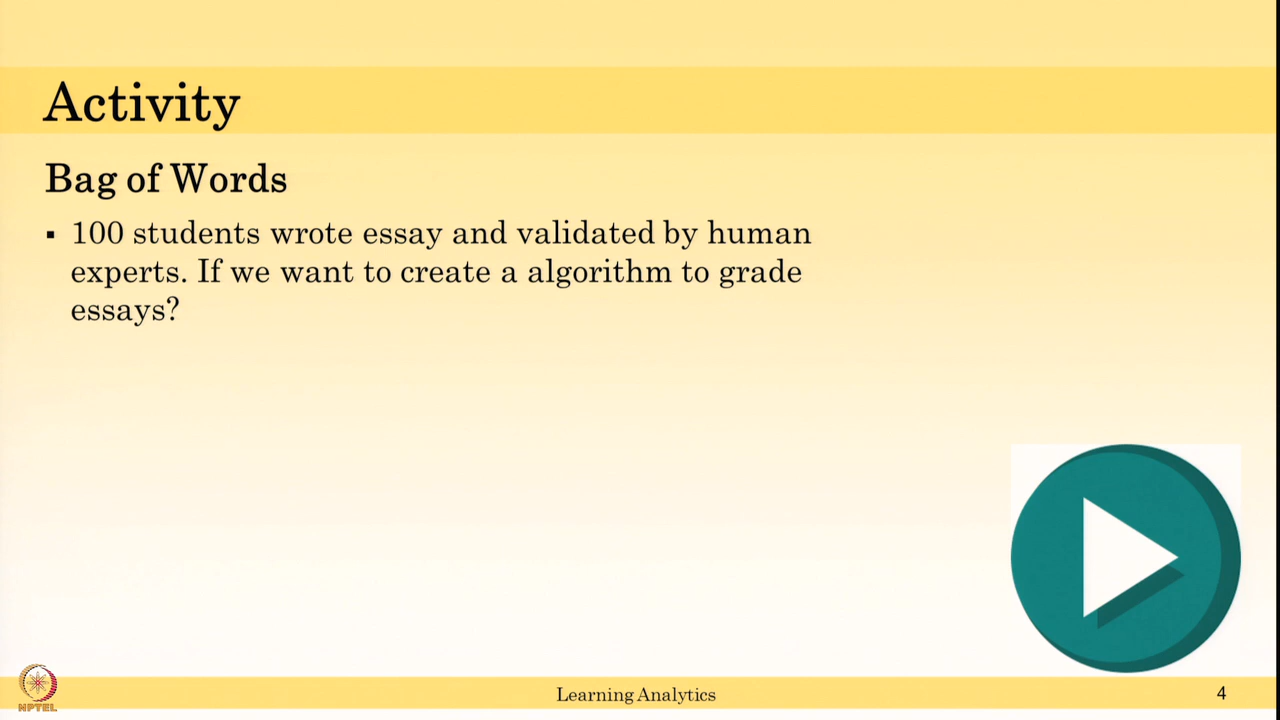 Activity
Bag of Words
▪ 100 students wrote essay and validated by human
experts. If we want to create a algorithm to grade
essays?
NPTEL
Learning Analytics
4